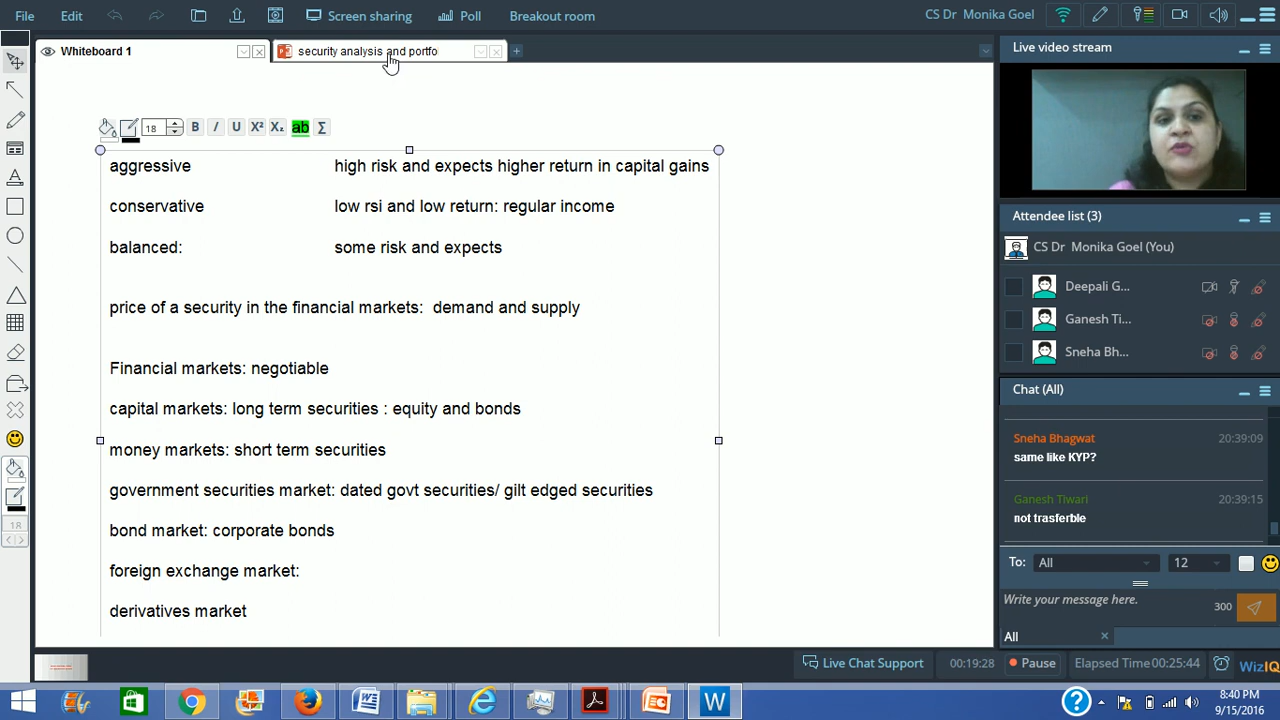 File Edit Screen sharing Poll Breakout room CS Dr Monika Goel
Whiteboard 1 security analysis and portfo Live video stream
18 B I U X² X₂ ab Σ
aggressive high risk and expects higher return in capital gains
conservative low rsi and low return: regular income
balanced: some risk and expects
price of a security in the financial markets: demand and supply
Financial markets: negotiable
capital markets: long term securities : equity and bonds
money markets: short term securities
government securities market: dated govt securities/ gilt edged securities
bond market: corporate bonds
foreign exchange market:
derivatives market
18
Attendee list (3)
CS Dr Monika Goel (You)
Deepali G...
Ganesh Ti...
Sneha Bh...
Chat (All)
Sneha Bhagwat 20:39:09
same like KYP?
Ganesh Tiwari 20:39:15
not trasferble
To: All 12
Write your message here. 300
All
Live Chat Support 00:19:28 Pause Elapsed Time 00:25:44 WizIQ
8:40 PM
9/15/2016